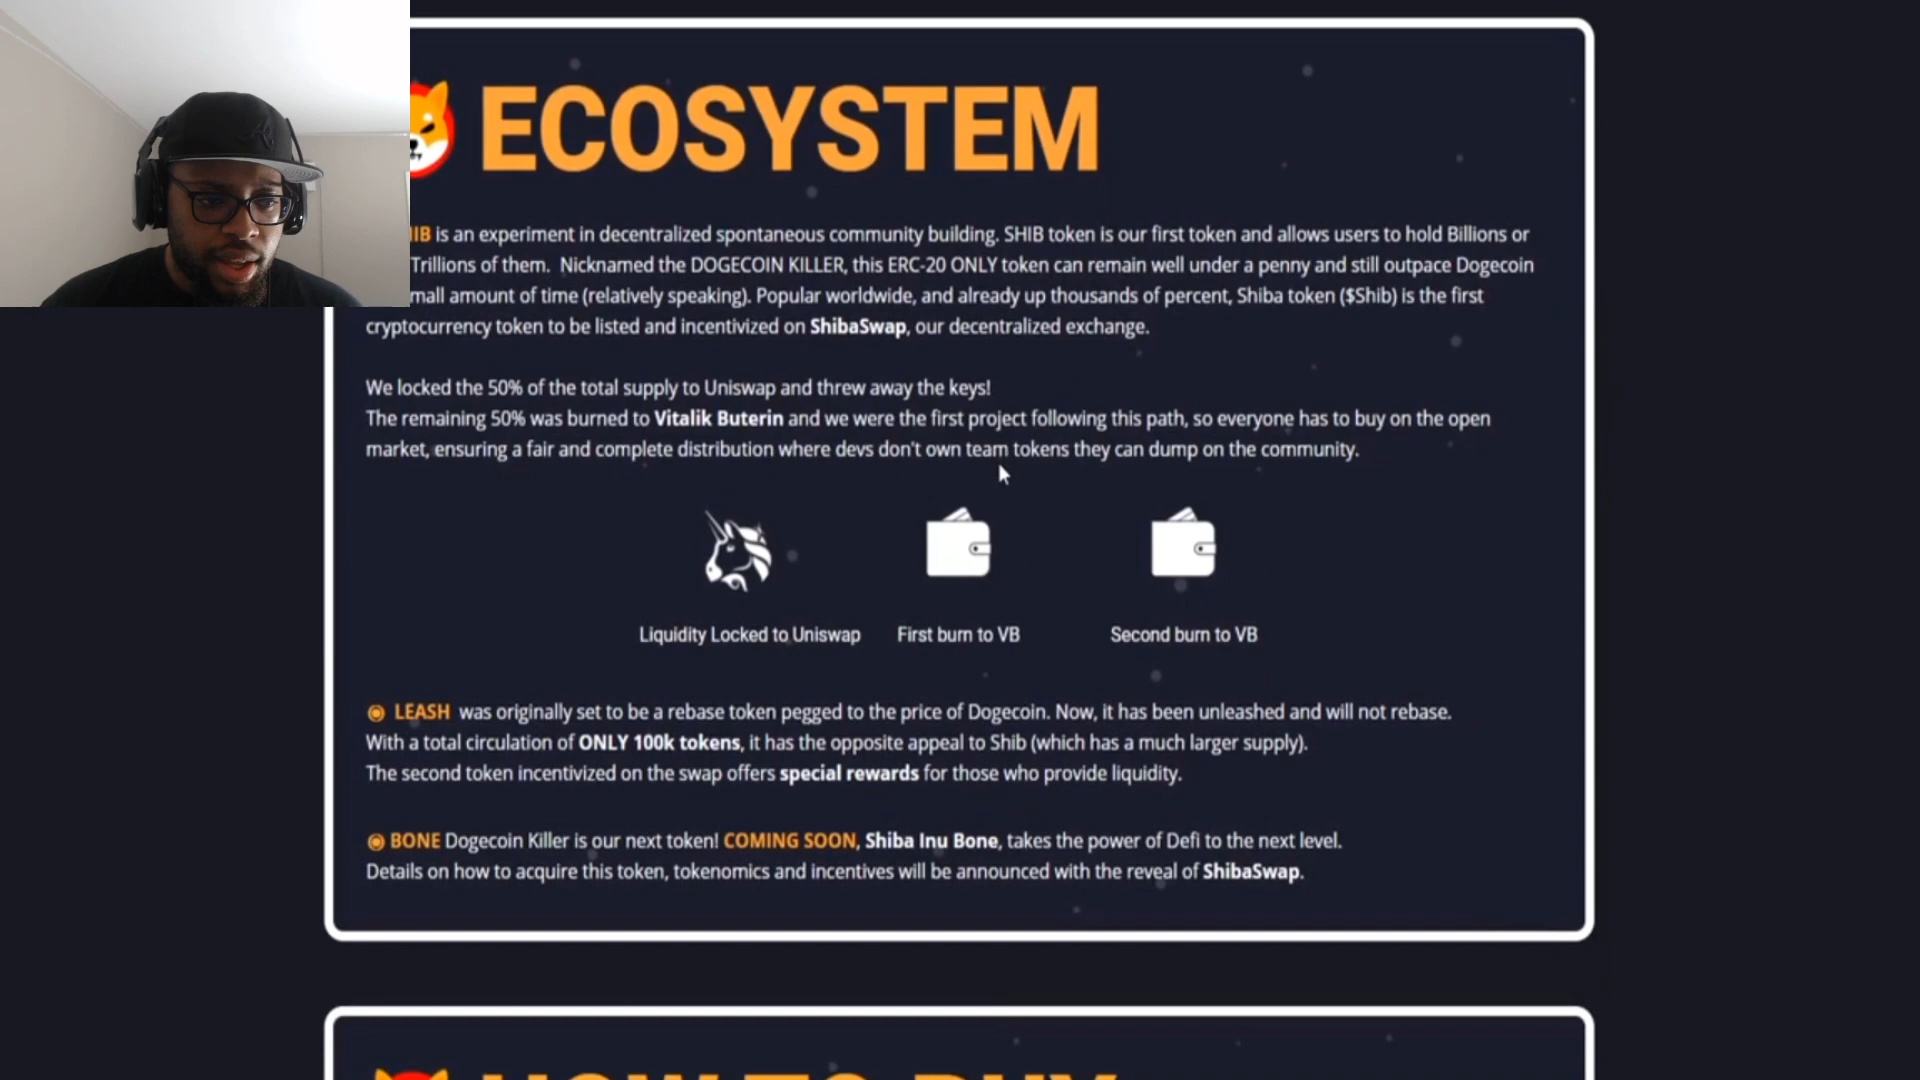 ECOSYSTEM
IB is an experiment in decentralized spontaneous community building. SHIB token is our first token and allows users to hold Billions or
Trillions of them. Nicknamed the DOGECOIN KILLER, this ERC-20 ONLY token can remain well under a penny and still outpace Dogecoin
mall amount of time (relatively speaking). Popular worldwide, and already up thousands of percent, Shiba token ($Shib) is the first
cryptocurrency token to be listed and incentivized on ShibaSwap, our decentralized exchange.
We locked the 50% of the total supply to Uniswap and threw away the keys!
The remaining 50% was burned to Vitalik Buterin and we were the first project following this path, so everyone has to buy on the open
market, ensuring a fair and complete distribution where devs don't own team tokens they can dump on the community.
Liquidity Locked to Uniswap First burn to VB Second burn to VB
LEASH was originally set to be a rebase token pegged to the price of Dogecoin. Now, it has been unleashed and will not rebase.
With a total circulation of ONLY 100k tokens, it has the opposite appeal to Shib (which has a much larger supply).
The second token incentivized on the swap offers special rewards for those who provide liquidity.
BONE Dogecoin Killer is our next token! COMING SOON, Shiba Inu Bone, takes the power of Defi to the next level.
Details on how to acquire this token, tokenomics and incentives will be announced with the reveal of ShibaSwap.
HOW TO BUY